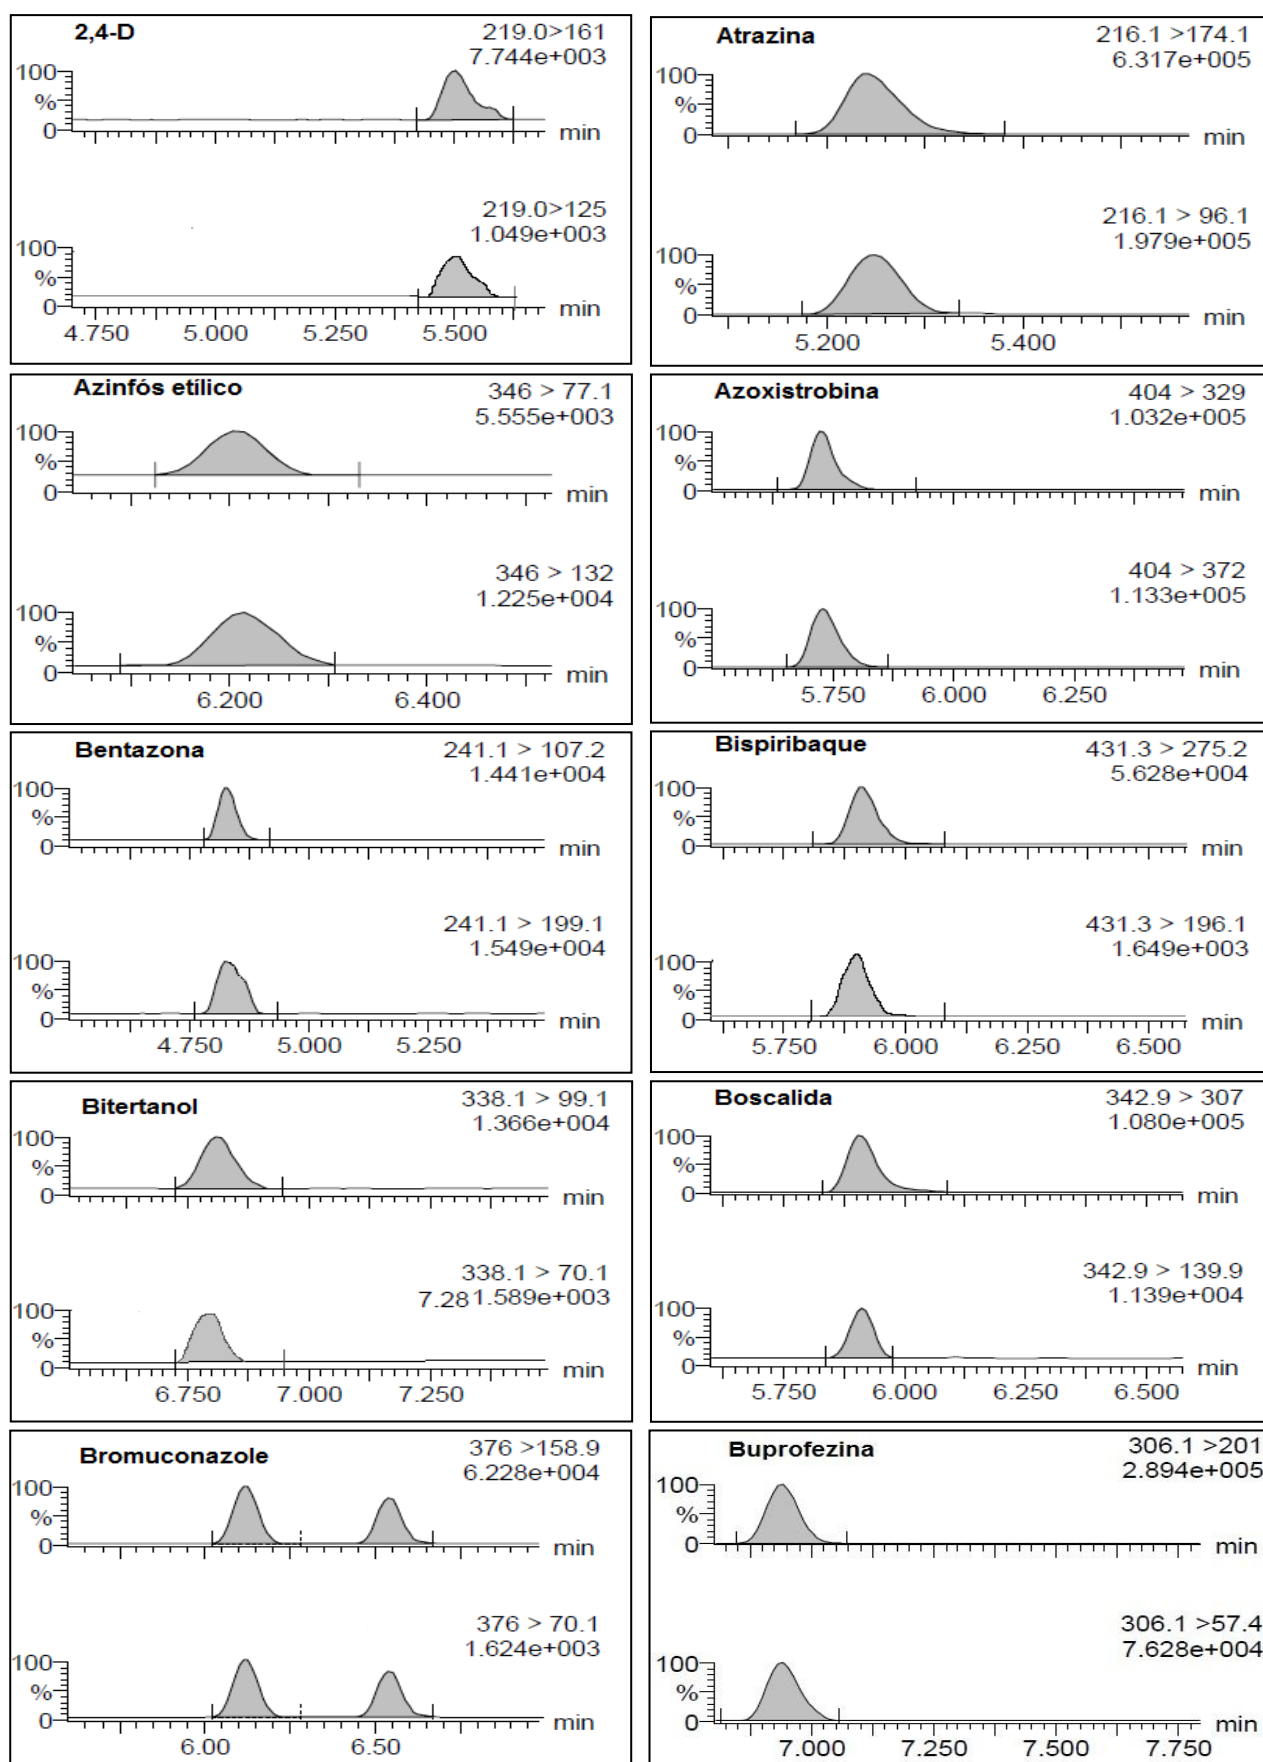 2,4-D
219.0>161
7.744e+003
100
%
0
min
219.0>125
1.049e+003
100
%
0
min
4.750 5.000 5.250 5.500
Atrazina
216.1 >174.1
6.317e+005
100
%
0
min
216.1 > 96.1
1.979e+005
100
%
0
min
5.200 5.400
Azinfós etílico
346 > 77.1
5.555e+003
100
%
0
min
346 > 132
1.225e+004
100
%
0
min
6.200 6.400
Azoxistrobina
404 > 329
1.032e+005
100
%
0
min
404 > 372
1.133e+005
100
%
0
min
5.750 6.000 6.250
Bentazona
241.1 > 107.2
1.441e+004
100
%
0
min
241.1 > 199.1
1.549e+004
100
%
0
min
4.750 5.000 5.250
Bispiribaque
431.3 > 275.2
5.628e+004
100
%
0
min
431.3 > 196.1
1.649e+003
100
%
0
min
5.750 6.000 6.250 6.500
Bitertanol
338.1 > 99.1
1.366e+004
100
%
0
min
338.1 > 70.1
7.281.589e+003
100
%
0
min
6.750 7.000 7.250
Boscalida
342.9 > 307
1.080e+005
100
%
0
min
342.9 > 139.9
1.139e+004
100
%
0
min
5.750 6.000 6.250 6.500
Bromuconazole
376 >158.9
6.228e+004
100
%
0
min
376 > 70.1
1.624e+003
100
%
0
min
6.00 6.50
Buprofezina
306.1 >201
2.894e+005
100
%
0
min
306.1 >57.4
7.628e+004
100
%
0
min
7.000 7.250 7.500 7.750